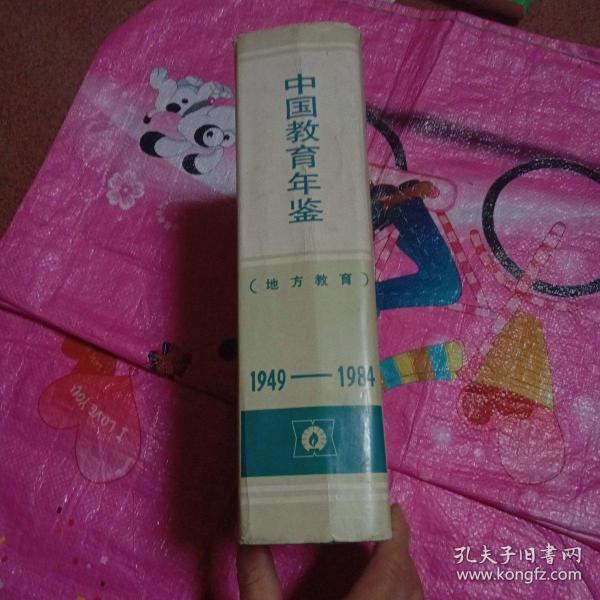 中国教育年鉴
（地方教育）
1949——1984
I LOVE YOU
孔夫子旧书网
www.kongfz.com